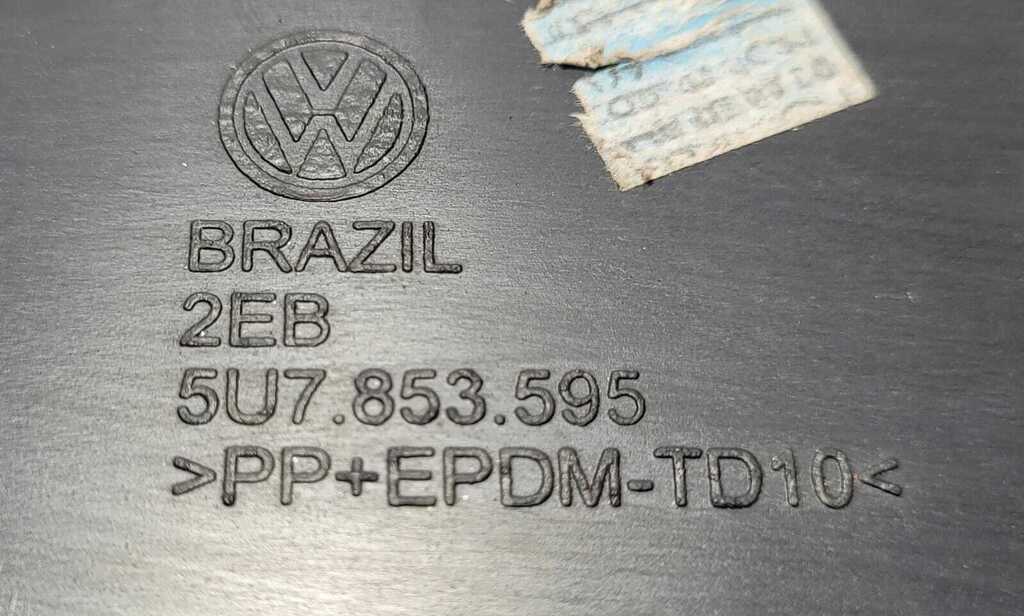 BRAZIL
2EB
5U7.853.595
>PP+EPDM-TD10<